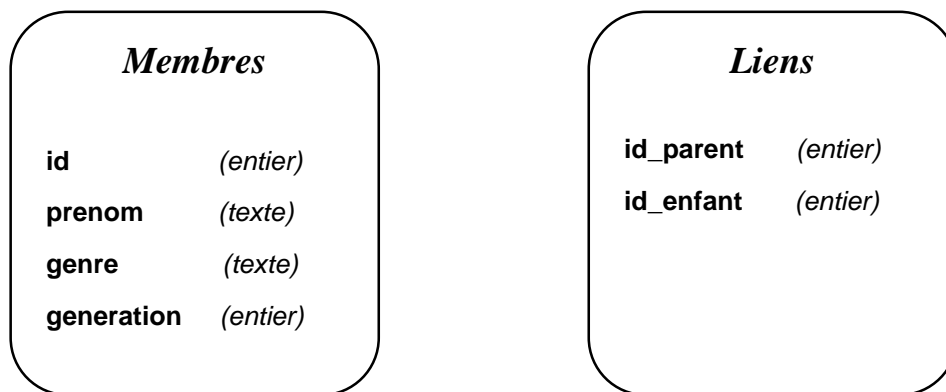 Membres
id (entier)
prenom (texte)
genre (texte)
generation (entier)
Liens
id_parent (entier)
id_enfant (entier)